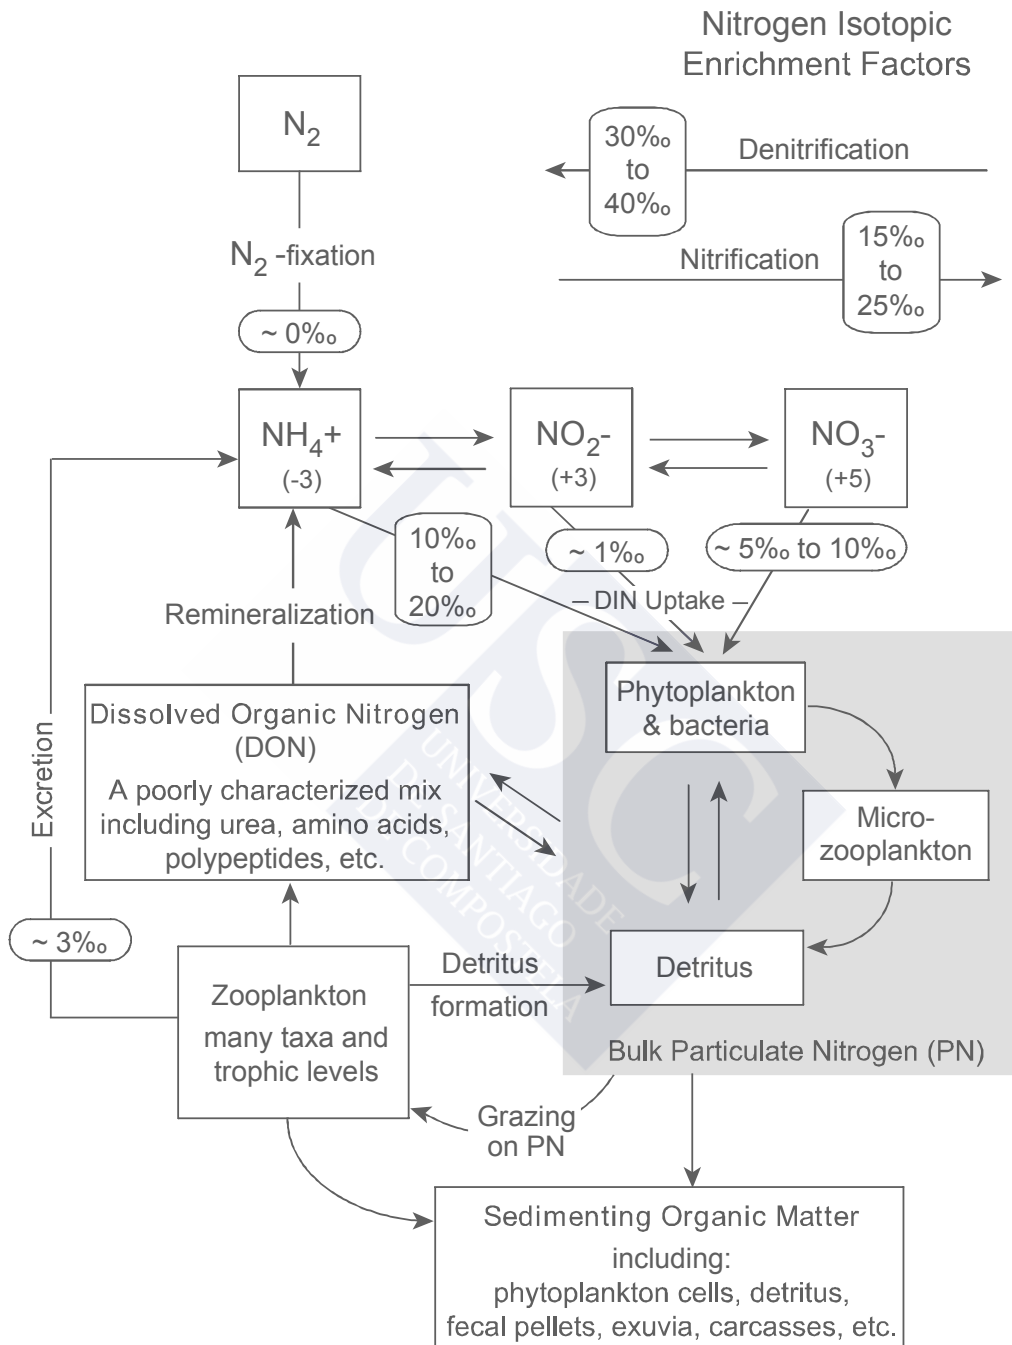 Nitrogen Isotopic
Enrichment Factors
N2
30‰
to
40‰
Denitrification
Nitrification
15‰
to
25‰
N2 -fixation
~ 0‰
NH4+
(-3)
NO2-
(+3)
NO3-
(+5)
10‰
to
20‰
~ 1‰
~ 5‰ to 10‰
– DIN Uptake –
Remineralization
Excretion
~ 3‰
Dissolved Organic Nitrogen
(DON)
A poorly characterized mix
including urea, amino acids,
polypeptides, etc.
Phytoplankton
& bacteria
Micro-
zooplankton
Detritus
Bulk Particulate Nitrogen (PN)
Zooplankton
many taxa and
trophic levels
Detritus
formation
Grazing
on PN
Sedimenting Organic Matter
including:
phytoplankton cells, detritus,
fecal pellets, exuvia, carcasses, etc.
USC
UNIVERSIDADE
DE SANTIAGO
DE COMPOSTELA